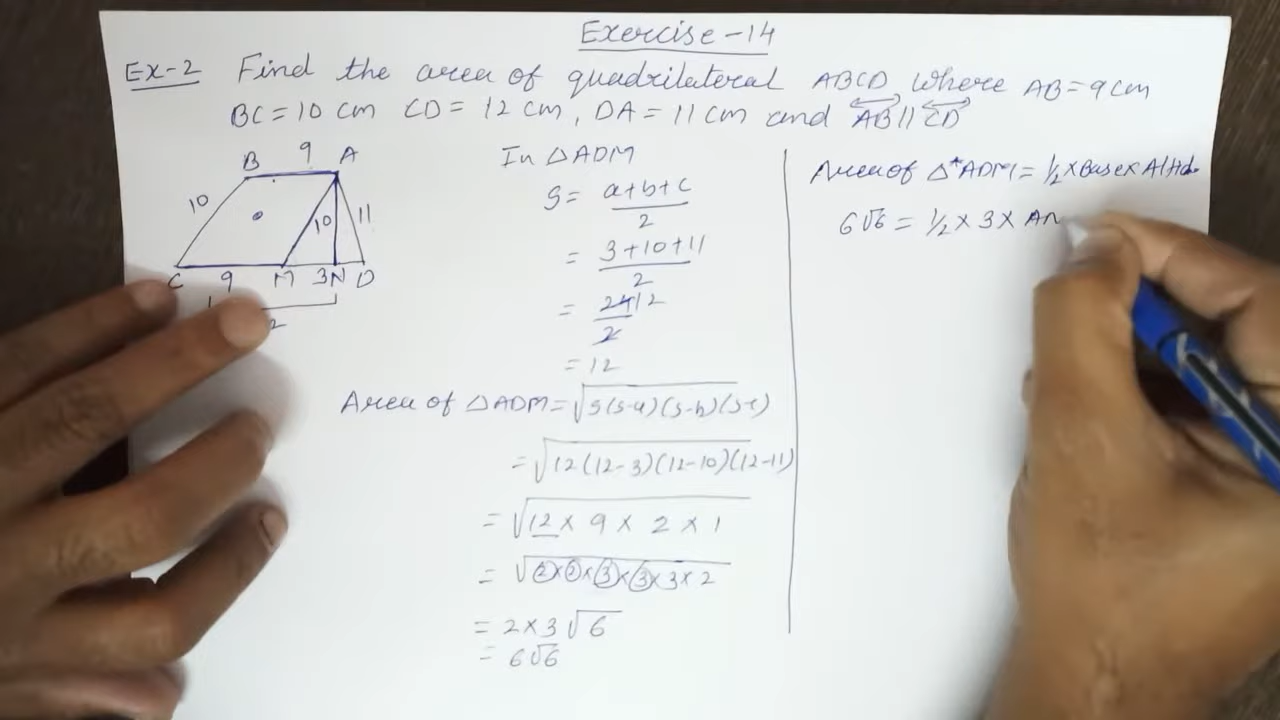 Exercise-14
Ex-2 Find the area of quadrilateral ABCD where AB=9cm
BC=10 cm CD=12 cm, DA=11 cm and AB||CD
B 9 A
10 10 11
C 9 M 3 N D
In △ADM
S= a+b+c
2
= 3+10+11
2
= 24 12
2
=12
Area of △ADM=√s(s-a)(s-b)(s-c)
=√12(12-3)(12-10)(12-11)
=√12 × 9 × 2 × 1
=√2×2×3×3×3×2
= 2×3√6
= 6√6
Area of △ADM=1/2×Base×Altd.
6√6 = 1/2 × 3 × AN